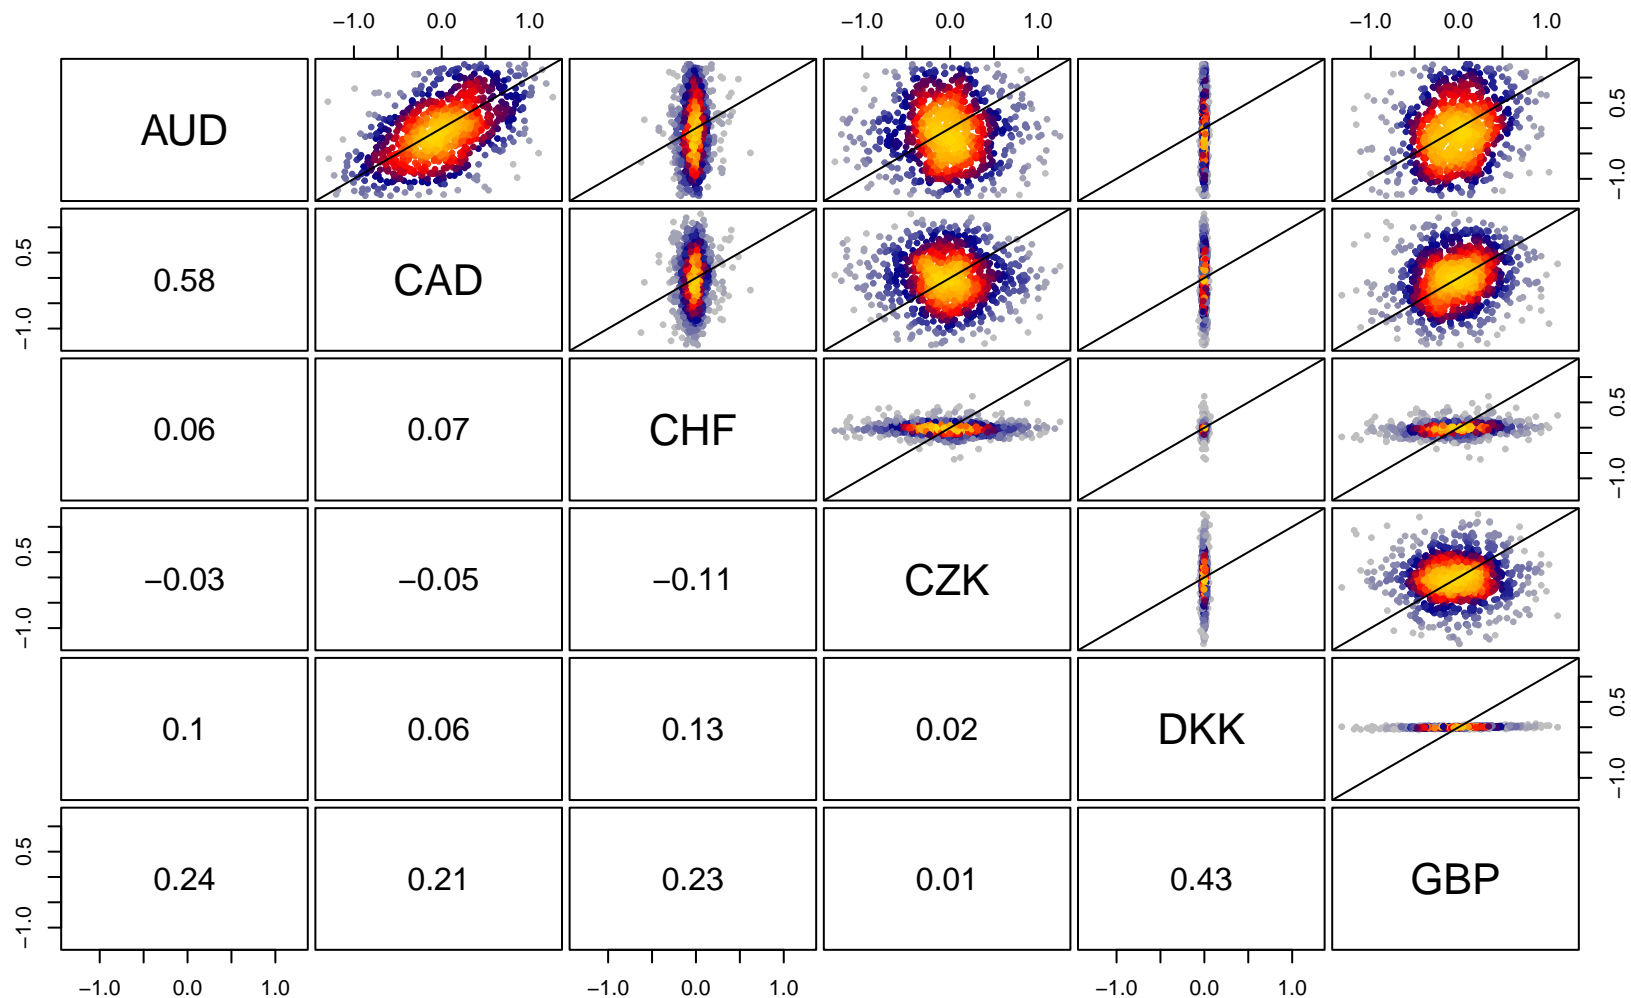 −1.0 0.0 1.0 −1.0 0.0 1.0 −1.0 0.0 1.0
AUD 0.5 −1.0
0.5 −1.0 0.58 CAD
0.06 0.07 CHF 0.5 −1.0
0.5 −1.0 −0.03 −0.05 −0.11 CZK
0.1 0.06 0.13 0.02 DKK 0.5 −1.0
0.5 −1.0 0.24 0.21 0.23 0.01 0.43 GBP
−1.0 0.0 1.0 −1.0 0.0 1.0 −1.0 0.0 1.0